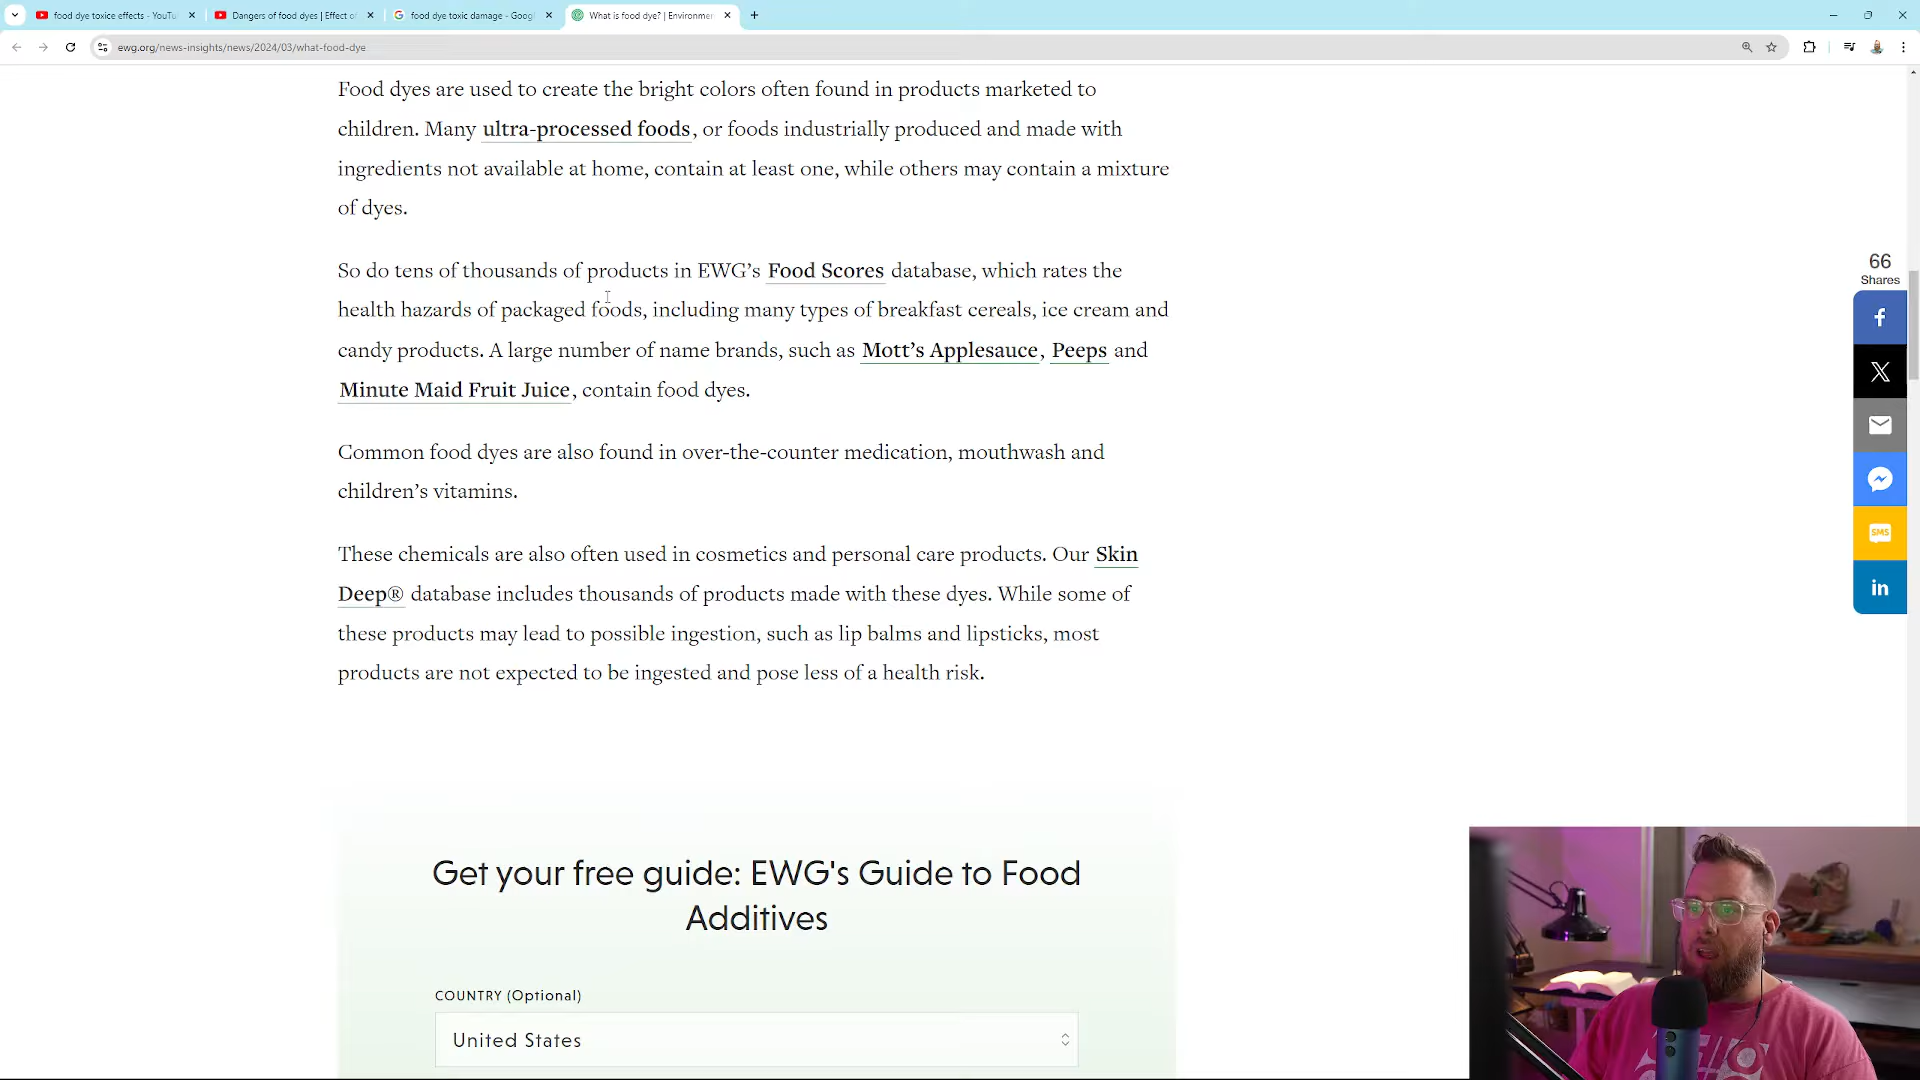 food dye toxice effects - YouTu
Dangers of food dyes | Effect o
food dye toxic damage - Googl
What is food dye? | Environmen
ewg.org/news-insights/news/2024/03/what-food-dye
Food dyes are used to create the bright colors often found in products marketed to
children. Many ultra-processed foods, or foods industrially produced and made with
ingredients not available at home, contain at least one, while others may contain a mixture
of dyes.
So do tens of thousands of products in EWG’s Food Scores database, which rates the
health hazards of packaged foods, including many types of breakfast cereals, ice cream and
candy products. A large number of name brands, such as Mott’s Applesauce, Peeps and
Minute Maid Fruit Juice, contain food dyes.
Common food dyes are also found in over-the-counter medication, mouthwash and
children’s vitamins.
These chemicals are also often used in cosmetics and personal care products. Our Skin
Deep® database includes thousands of products made with these dyes. While some of
these products may lead to possible ingestion, such as lip balms and lipsticks, most
products are not expected to be ingested and pose less of a health risk.
66
Shares
SMS
Get your free guide: EWG's Guide to Food
Additives
COUNTRY (Optional)
United States